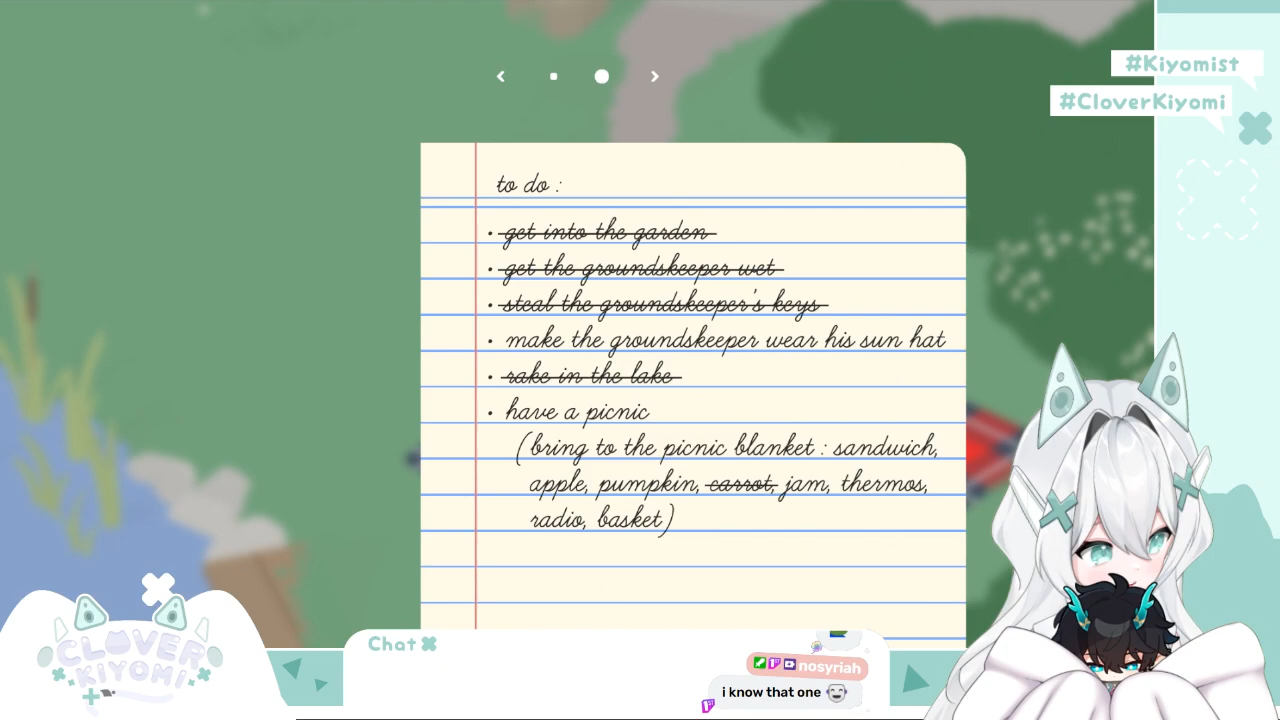 #Kiyomist
#CloverKiyomi
to do :
• get into the garden
• get the groundskeeper wet
• steal the groundskeeper's keys
• make the groundskeeper wear his sun hat
• rake in the lake
• have a picnic
(bring to the picnic blanket : sandwich,
apple, pumpkin, carrot, jam, thermos,
radio, basket)
CLOVER
KIYOMI
Chat
nosyriah
i know that one